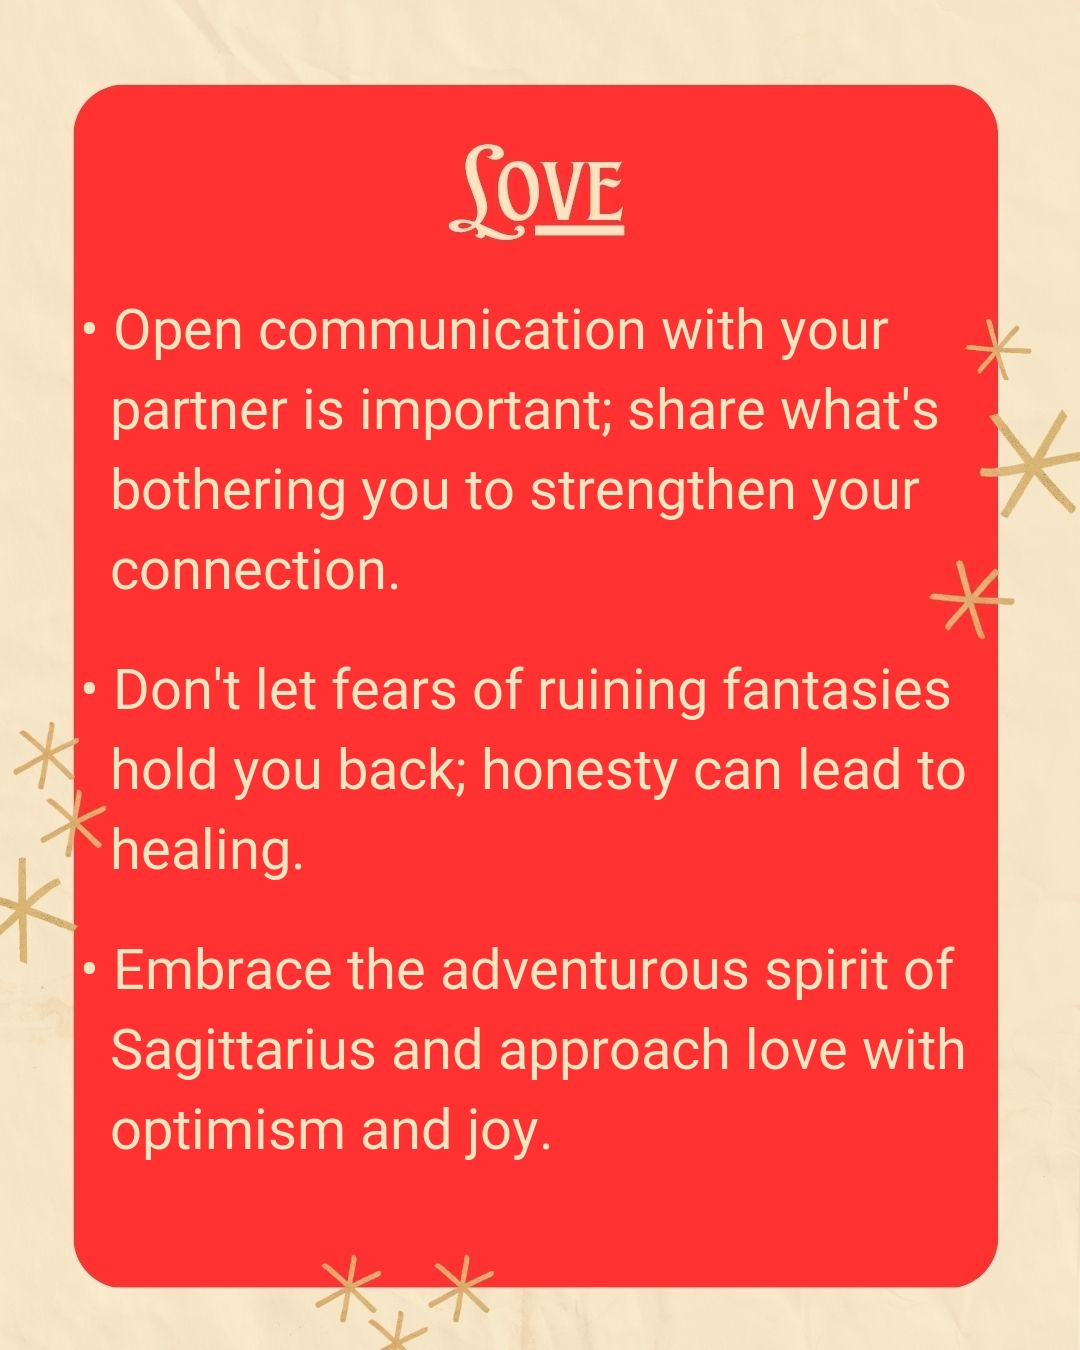 Love
• Open communication with your
partner is important; share what's
bothering you to strengthen your
connection.
• Don't let fears of ruining fantasies
hold you back; honesty can lead to
healing.
• Embrace the adventurous spirit of
Sagittarius and approach love with
optimism and joy.